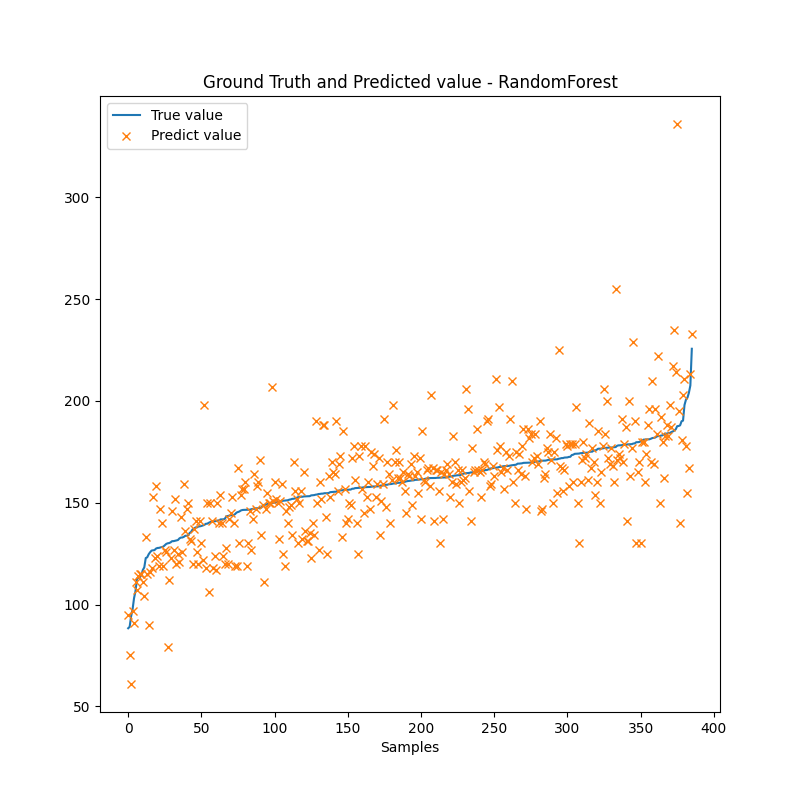 Ground Truth and Predicted value - RandomForest
True value
Predict value
300
250
200
150
100
50
0 50 100 150 200 250 300 350 400
Samples